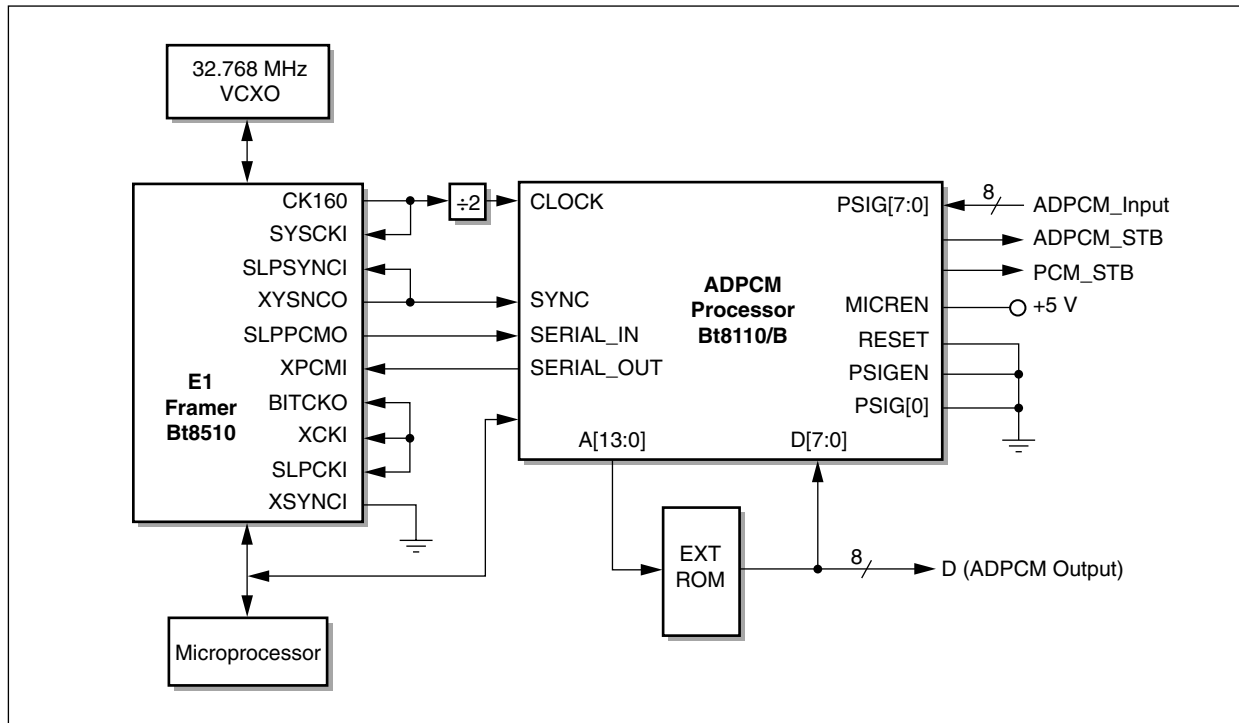 32.768 MHz
VCXO
CK160
SYSCKI
SLPSYNCI
XYSNCO
SLPPCMO
XPCMI
BITCKO
XCKI
SLPCKI
XSYNCI
E1
Framer
Bt8510
÷2
CLOCK
SYNC
SERIAL_IN
SERIAL_OUT
ADPCM
Processor
Bt8110/B
PSIG[7:0]
MICREN
RESET
PSIGEN
PSIG[0]
A[13:0]
D[7:0]
8
ADPCM_Input
ADPCM_STB
PCM_STB
+5 V
EXT
ROM
8
D (ADPCM Output)
Microprocessor